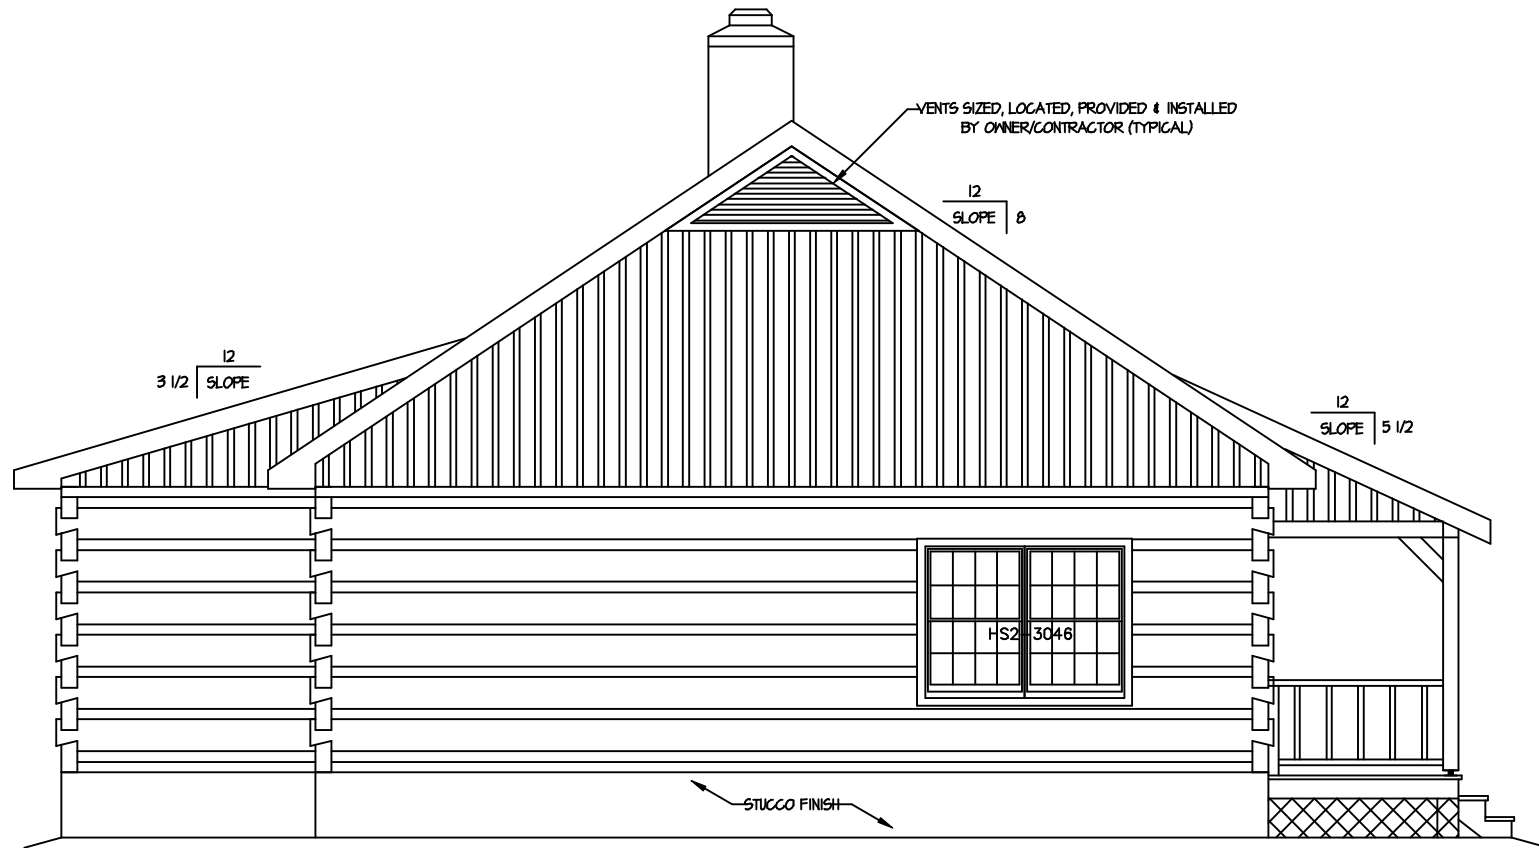 VENTS SIZED, LOCATED, PROVIDED & INSTALLED
BY OWNER/CONTRACTOR (TYPICAL)
12
SLOPE 8
12
3 1/2 SLOPE
12
SLOPE 5 1/2
HS2-3046
STUCCO FINISH